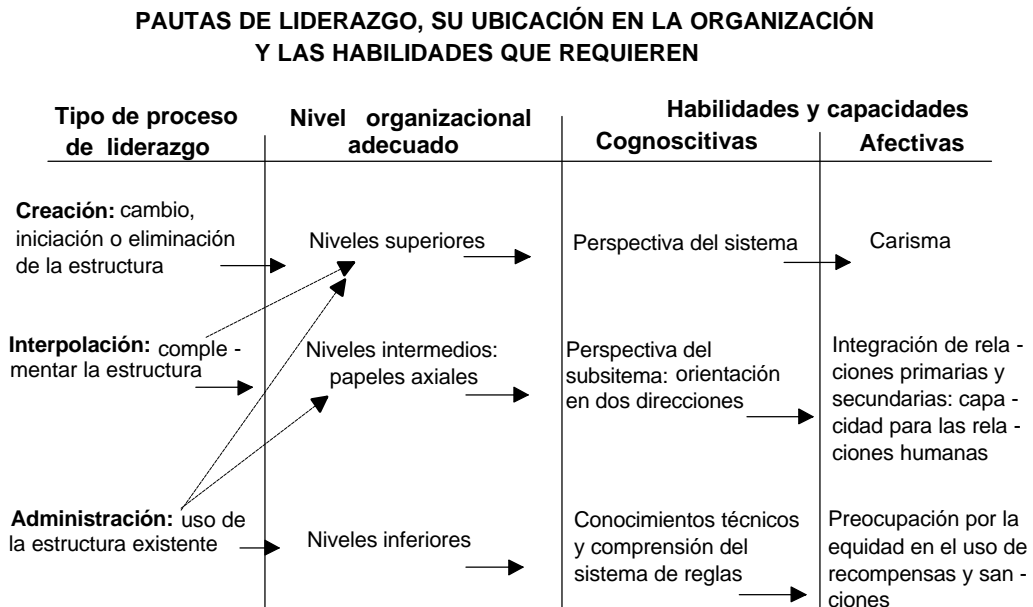 PAUTAS DE LIDERAZGO, SU UBICACIÓN EN LA ORGANIZACIÓN
Y LAS HABILIDADES QUE REQUIEREN
Tipo de proceso
de liderazgo
Nivel organizacional
adecuado
Habilidades y capacidades
Cognoscitivas
Afectivas
Creación: cambio,
iniciación o eliminación
de la estructura
Niveles superiores
Perspectiva del sistema
Carisma
Interpolación: comple -
mentar la estructura
Niveles intermedios:
papeles axiales
Perspectiva del
subsitema: orientación
en dos direcciones
Integración de rela -
ciones primarias y
secundarias: capa -
cidad para las rela -
ciones humanas
Administración: uso de
la estructura existente
Niveles inferiores
Conocimientos técnicos
y comprensión del
sistema de reglas
Preocupación por la
equidad en el uso de
recompensas y san -
ciones